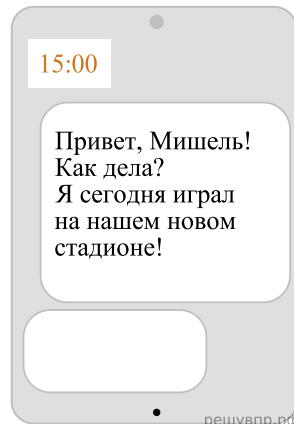 15:00
Привет, Мишель!
Как дела?
Я сегодня играл
на нашем новом
стадионе!
решувпр.рф